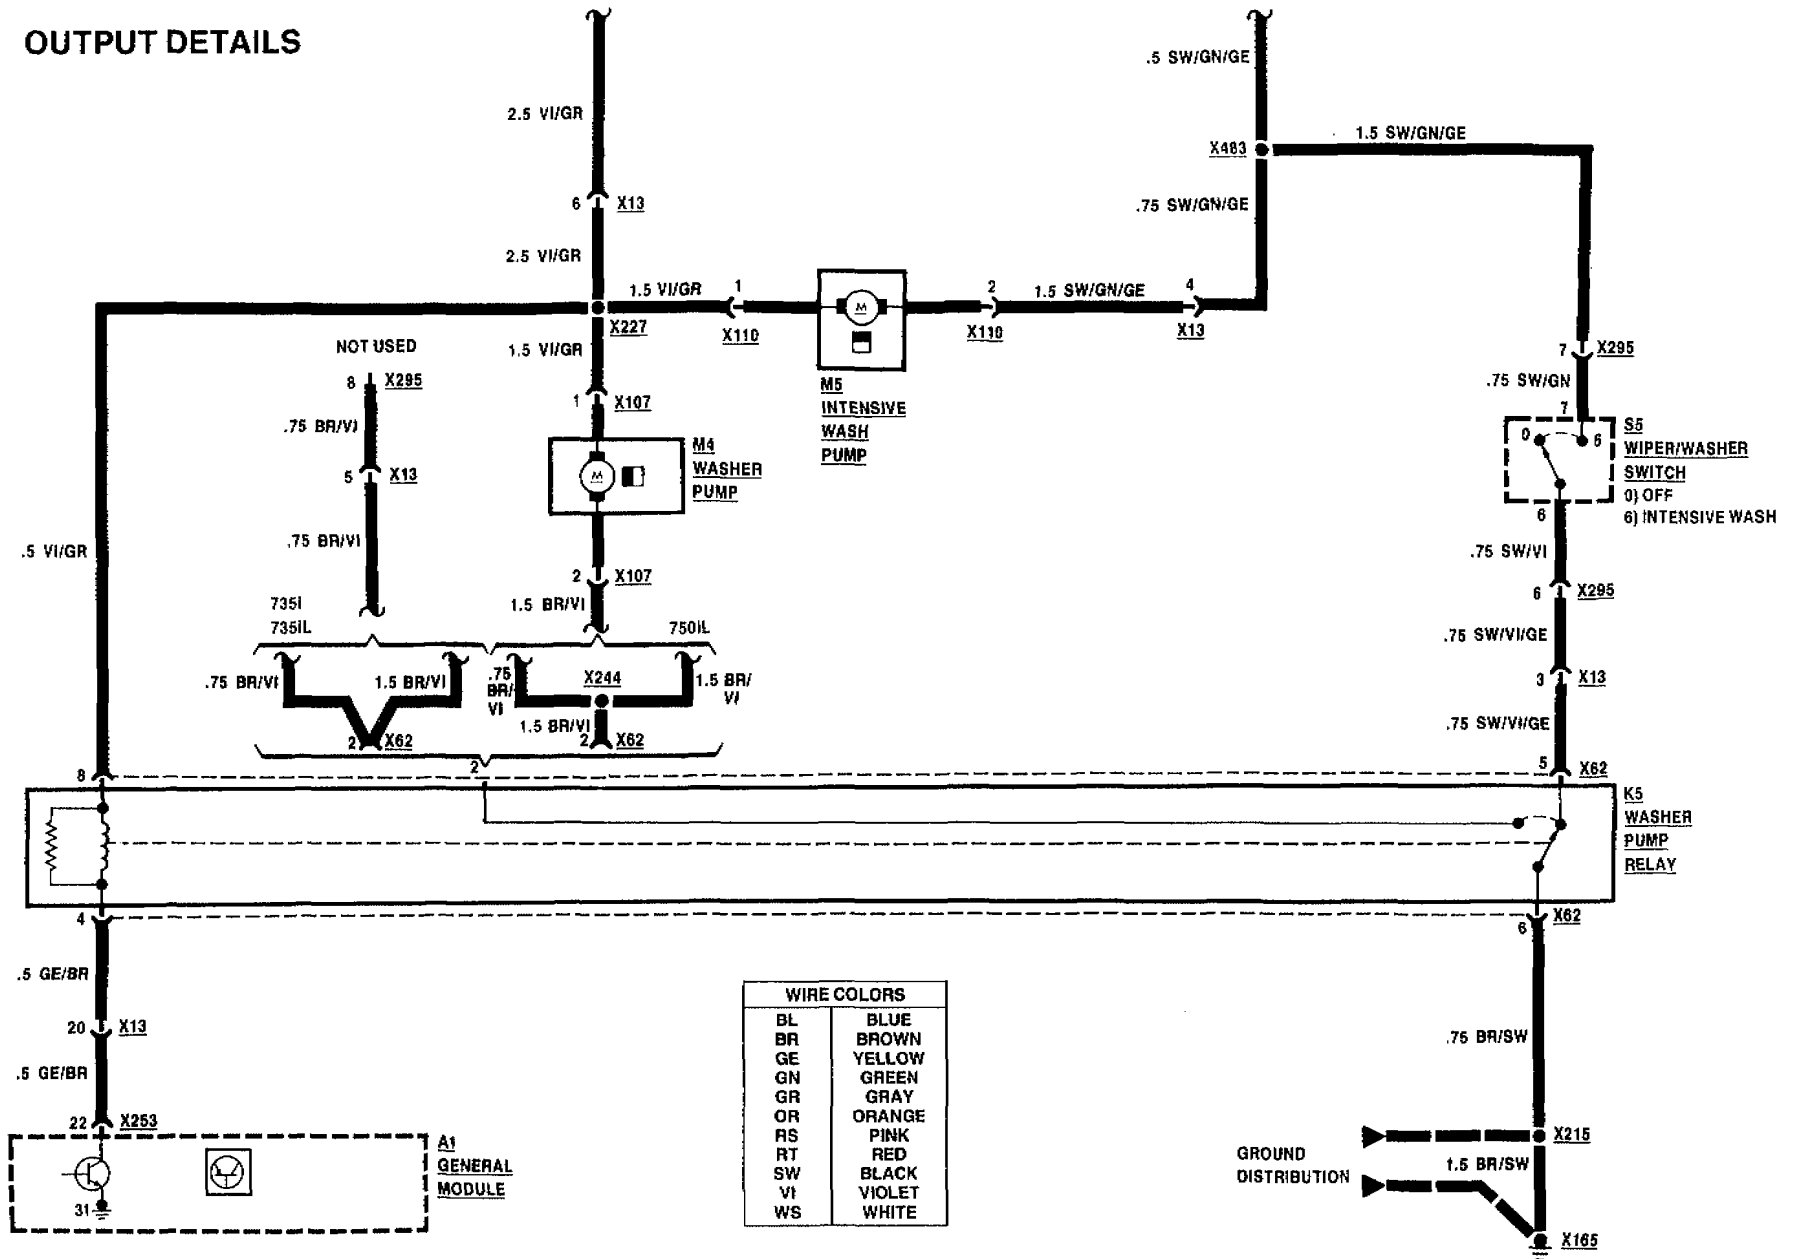 OUTPUT DETAILS
.5 SW/GN/GE
2.5 VI/GR
1.5 SW/GN/GE
X483
6 X13
.75 SW/GN/GE
2.5 VI/GR
1.5 VI/GR
1
2
1.5 SW/GN/GE
4
X227
X110
X110
X13
NOT USED
1.5 VI/GR
M
7 X295
8 X295
M5
INTENSIVE
WASH
PUMP
.75 SW/GN
1 X107
7
.75 BR/VI
0
6
S5
WIPER/WASHER
SWITCH
0) OFF
6) INTENSIVE WASH
M
M4
WASHER
PUMP
5 X13
6
.75 BR/VI
.5 VI/GR
.75 SW/VI
2 X107
6 X295
735I
735IL
1.5 BR/VI
750IL
.75 SW/VI/GE
.75 BR/VI
1.5 BR/VI
.75
BR/
VI
X244
1.5 BR/
VI
3 X13
1.5 BR/VI
.75 SW/VI/GE
2 X62
2 X62
2
8
5 X62
K5
WASHER
PUMP
RELAY
4
6 X62
.5 GE/BR
WIRE COLORS
BL BLUE
BR BROWN
GE YELLOW
GN GREEN
GR GRAY
OR ORANGE
RS PINK
RT RED
SW BLACK
VI VIOLET
WS WHITE
20 X13
.75 BR/SW
.5 GE/BR
22 X253
A1
GENERAL
MODULE
31
X215
GROUND
DISTRIBUTION
1.5 BR/SW
X165